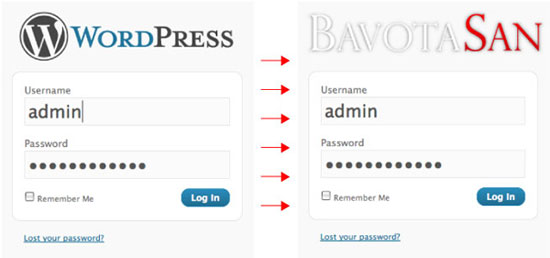 WORDPRESS
Username
admin
Password
●●●●●●●●●●●●
Remember Me
Log In
Lost your password?
BAVOTASAN
Username
admin
Password
●●●●●●●●●●●●
Remember Me
Log In
Lost your password?